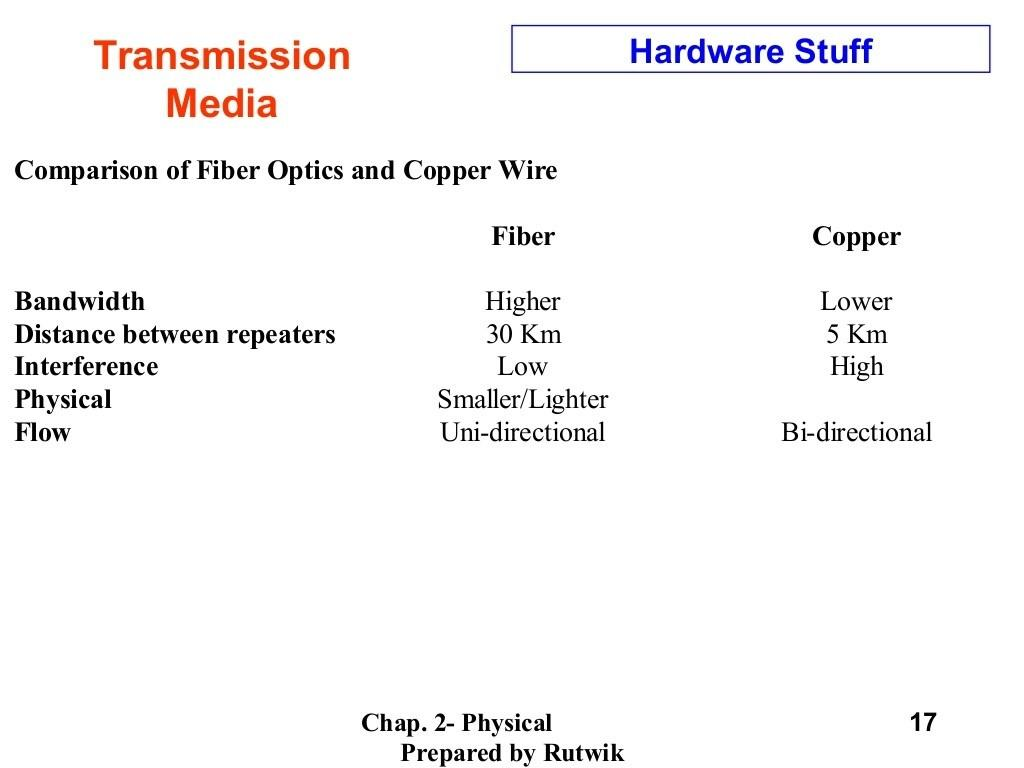 Transmission
Media
Hardware Stuff
Comparison of Fiber Optics and Copper Wire
Fiber Copper
Bandwidth Higher Lower
Distance between repeaters 30 Km 5 Km
Interference Low High
Physical Smaller/Lighter
Flow Uni-directional Bi-directional
Chap. 2- Physical 17
Prepared by Rutwik